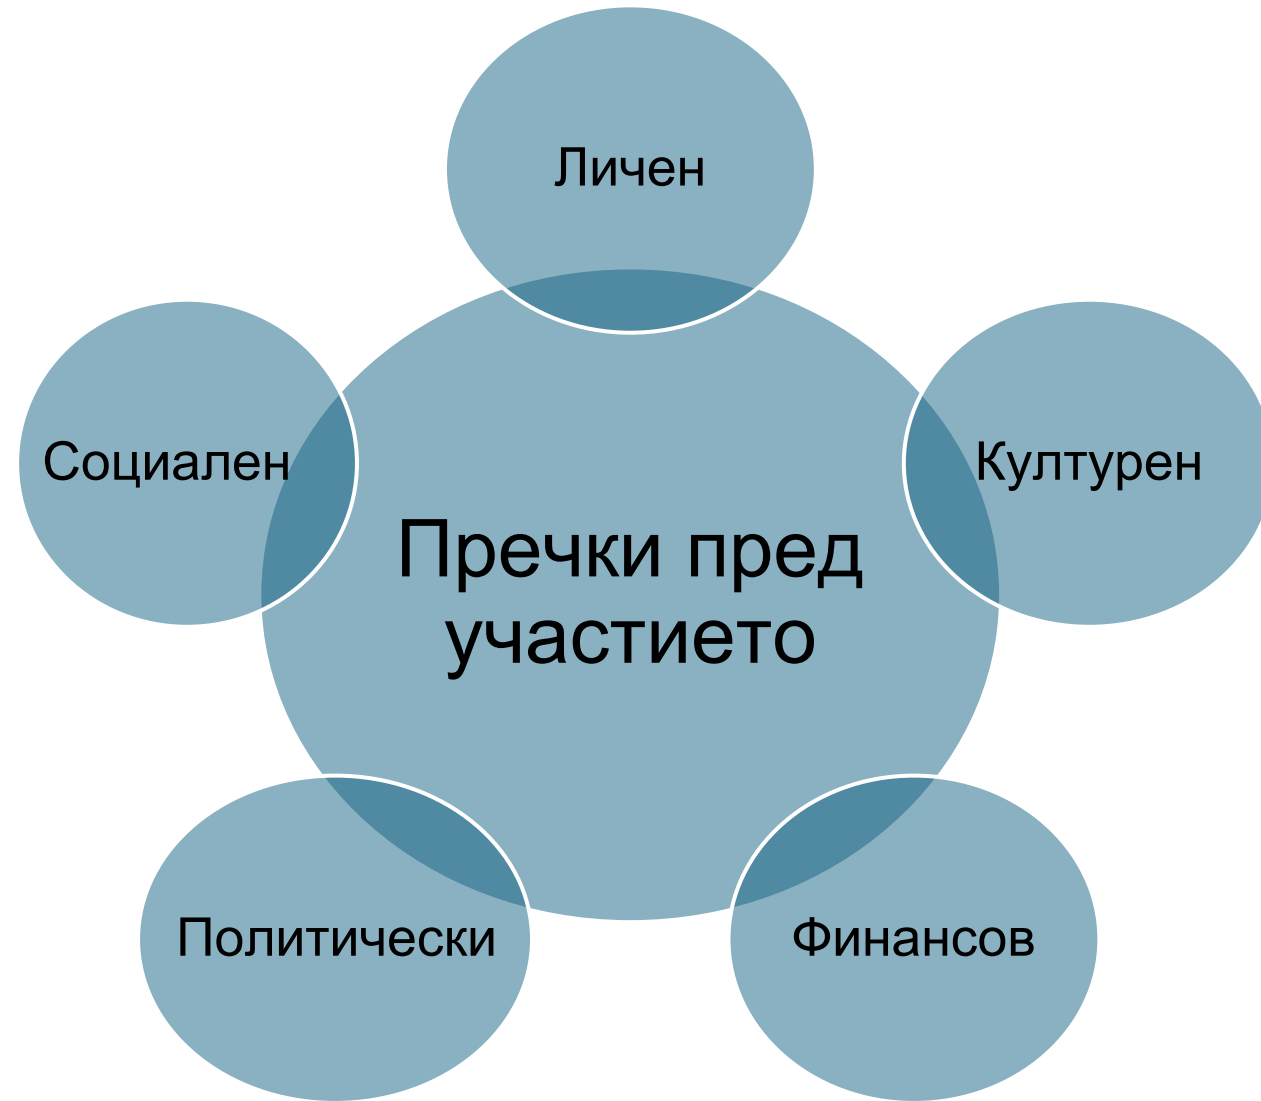 Личен
Социален
Културен
Пречки пред
участието
Политически
Финансов